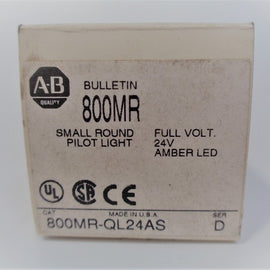 A-B
QUALITY
BULLETIN
800MR
SMALL ROUND FULL VOLT.
PILOT LIGHT 24V
AMBER LED
UL SA CE
CAT MADE IN U.S.A. SER
800MR-QL24AS D